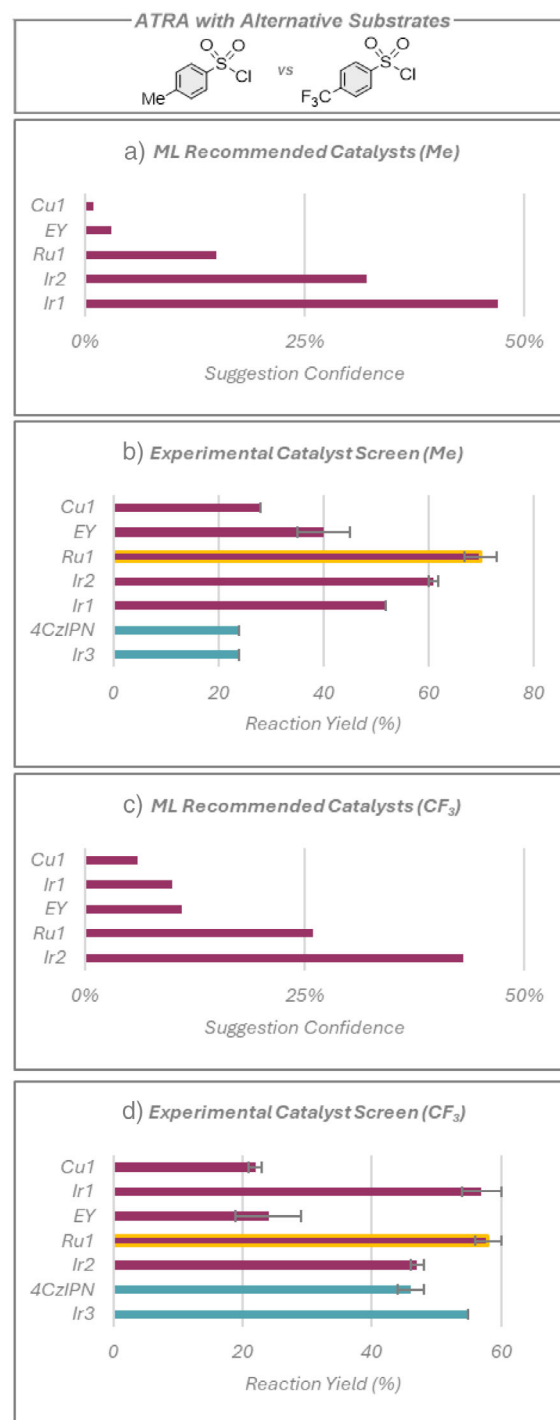 ATRA with Alternative Substrates
O O
S
Cl
Me
vs
O O
S
Cl
F₃C
a) ML Recommended Catalysts (Me)
Cu1
EY
Ru1
Ir2
Ir1
0% 25% 50%
Suggestion Confidence
b) Experimental Catalyst Screen (Me)
Cu1
EY
Ru1
Ir2
Ir1
4CzIPN
Ir3
0 20 40 60 80
Reaction Yield (%)
c) ML Recommended Catalysts (CF₃)
Cu1
Ir1
EY
Ru1
Ir2
0% 25% 50%
Suggestion Confidence
d) Experimental Catalyst Screen (CF₃)
Cu1
Ir1
EY
Ru1
Ir2
4CzIPN
Ir3
0 20 40 60
Reaction Yield (%)